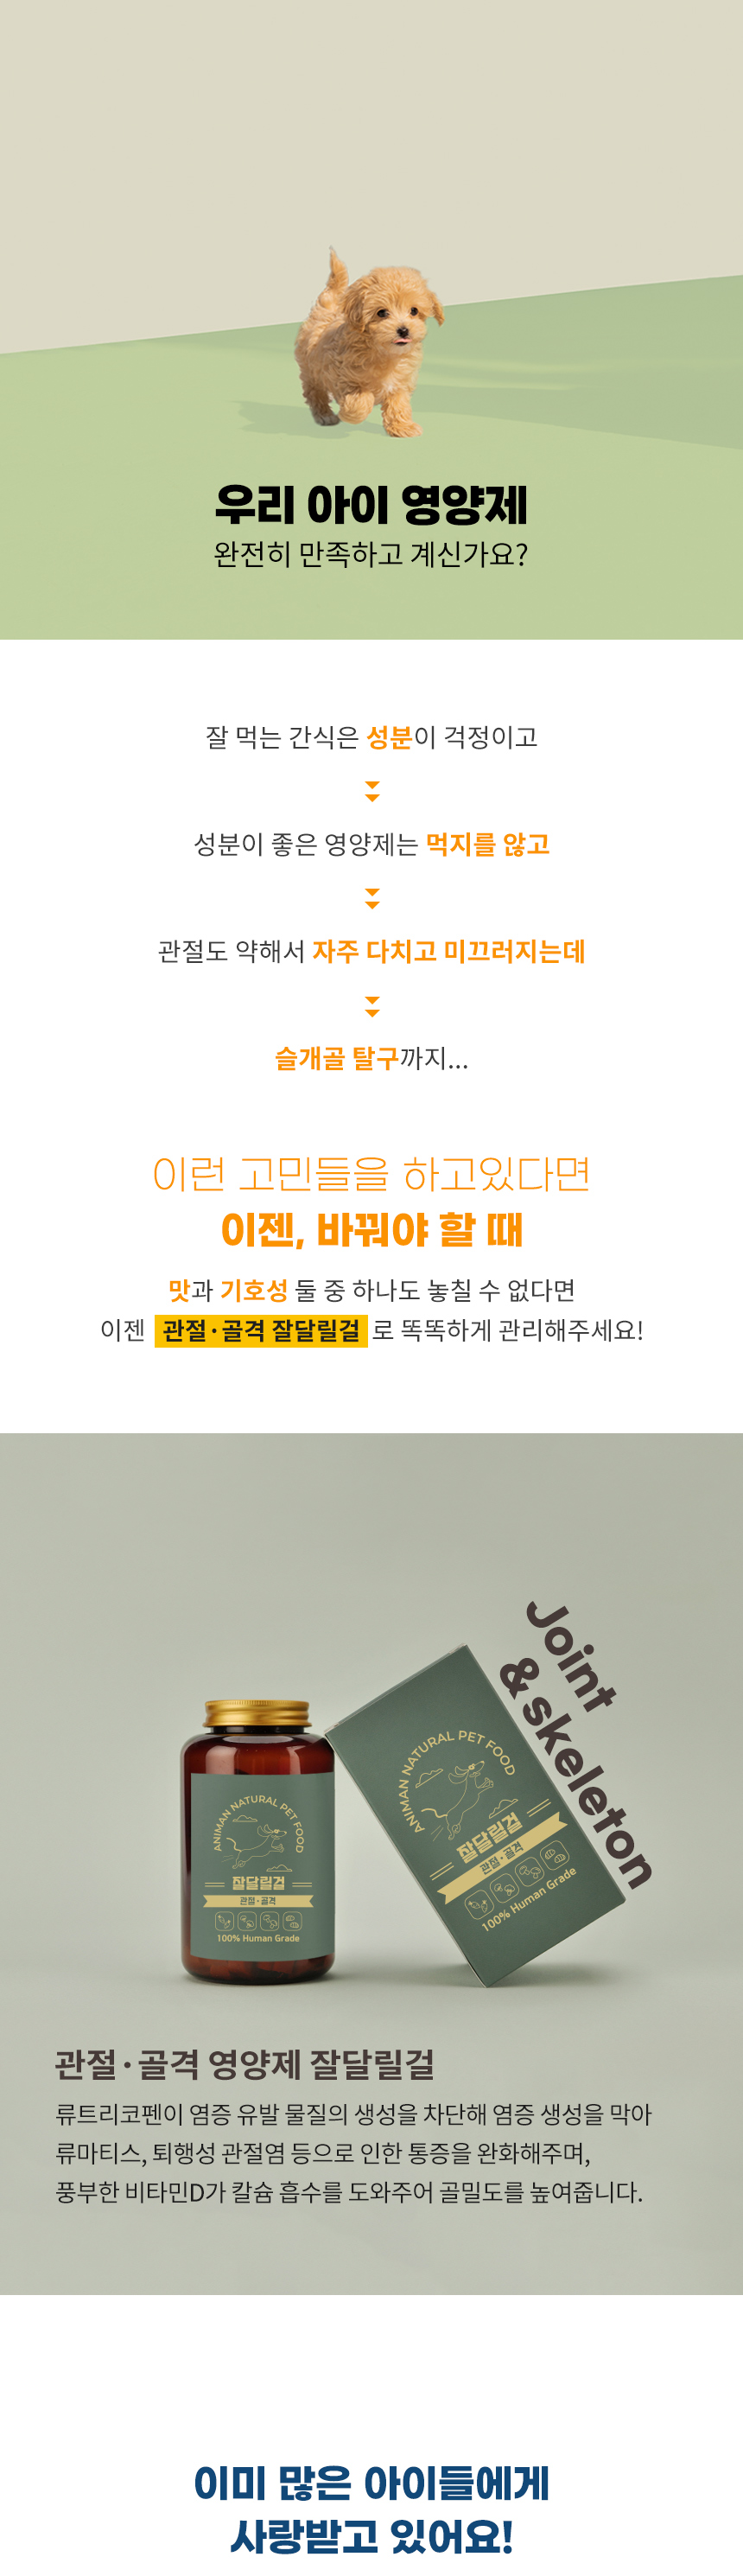 우리 아이 영양제
완전히 만족하고 계신가요?
잘 먹는 간식은 성분이 걱정이고
성분이 좋은 영양제는 먹지를 않고
관절도 약해서 자주 다치고 미끄러지는데
슬개골 탈구까지...
이런 고민들을 하고있다면
이젠, 바꿔야 할 때
맛과 기호성 둘 중 하나도 놓칠 수 없다면
이젠 관절·골격 잘달릴걸 로 똑똑하게 관리해주세요!
Joint
&skeleton
ANIMAN NATURAL PET FOOD
잘달릴걸
관절·골격
100% Human Grade
ANIMAN NATURAL PET FOOD
잘달릴걸
관절·골격
100% Human Grade
관절·골격 영양제 잘달릴걸
류트리코펜이 염증 유발 물질의 생성을 차단해 염증 생성을 막아
류마티스, 퇴행성 관절염 등으로 인한 통증을 완화해주며,
풍부한 비타민D가 칼슘 흡수를 도와주어 골밀도를 높여줍니다.
이미 많은 아이들에게
사랑받고 있어요!